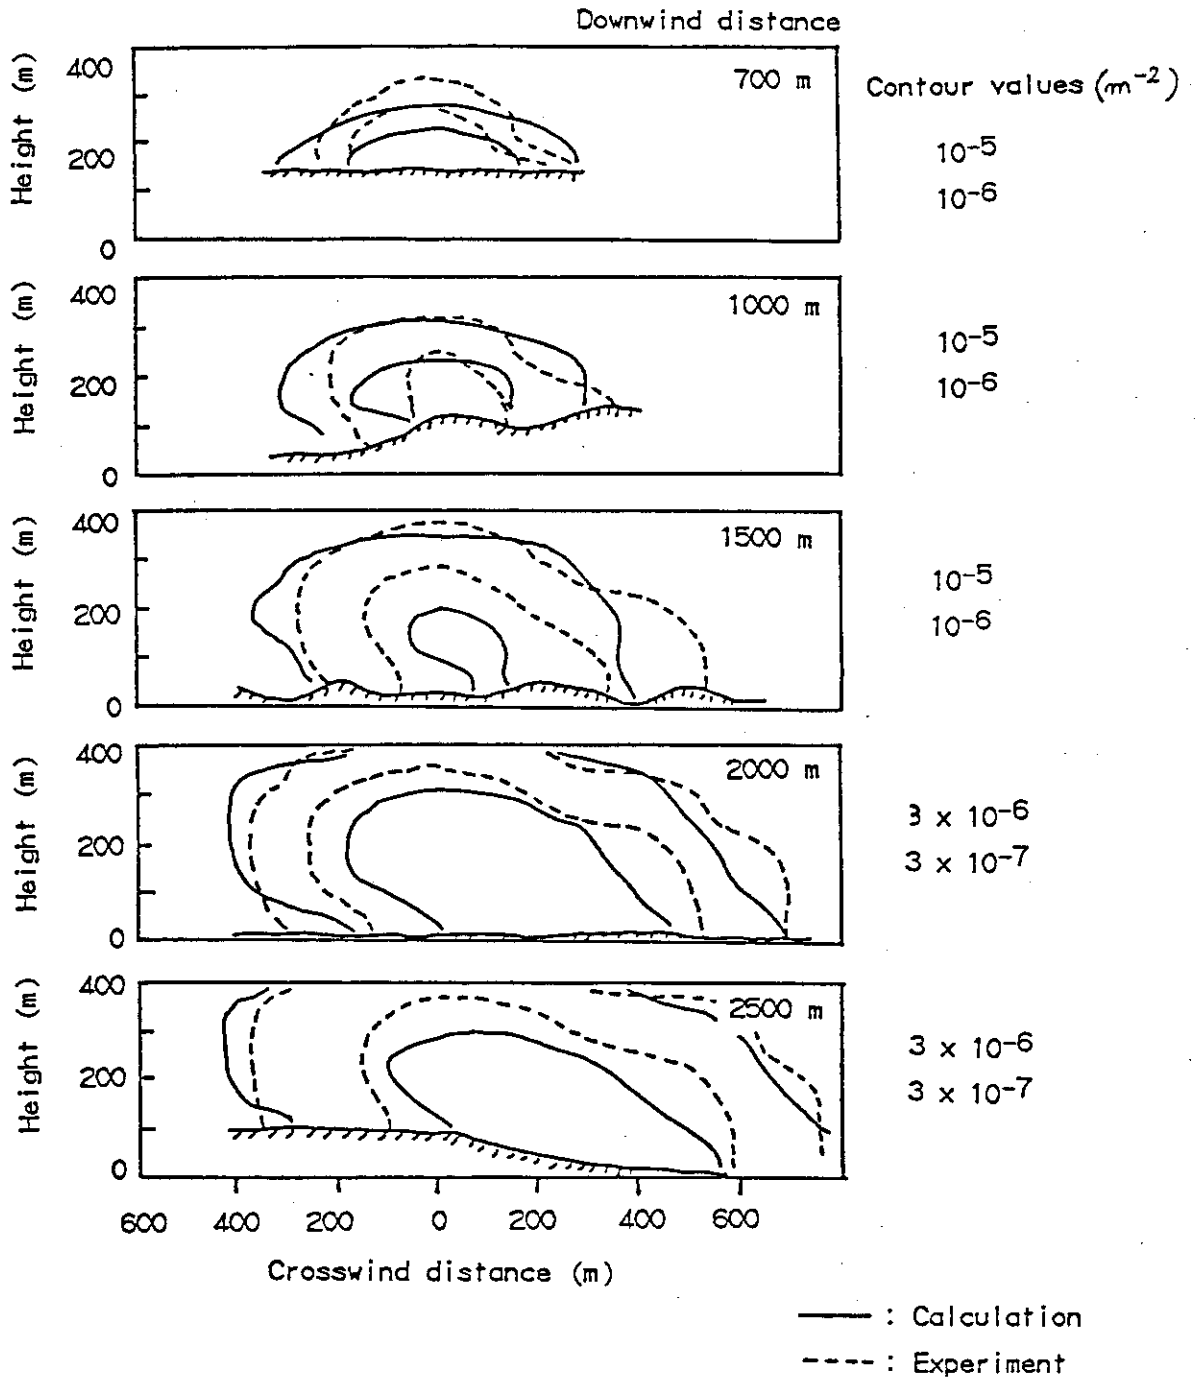 Downwind distance
Height (m)
400
200
0
700 m
Contour values (m⁻²)
10⁻⁵
10⁻⁶
Height (m)
400
200
0
1000 m
10⁻⁵
10⁻⁶
Height (m)
400
200
0
1500 m
10⁻⁵
10⁻⁶
Height (m)
400
200
0
2000 m
3 x 10⁻⁶
3 x 10⁻⁷
Height (m)
400
200
0
2500 m
3 x 10⁻⁶
3 x 10⁻⁷
600 400 200 0 200 400 600
Crosswind distance (m)
: Calculation
: Experiment